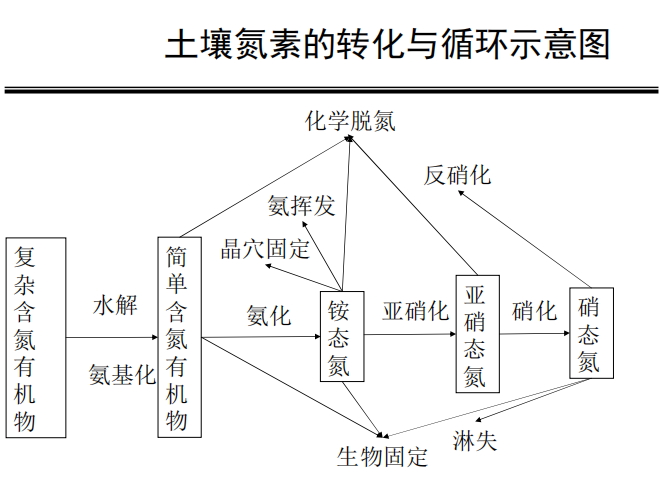 土壤氮素的转化与循环示意图
化学脱氮
反硝化
氨挥发
晶穴固定
复杂含氮有机物
水解
氨基化
简单含氮有机物
氨化
铵态氮
亚硝化
亚硝态氮
硝化
硝态氮
生物固定
淋失